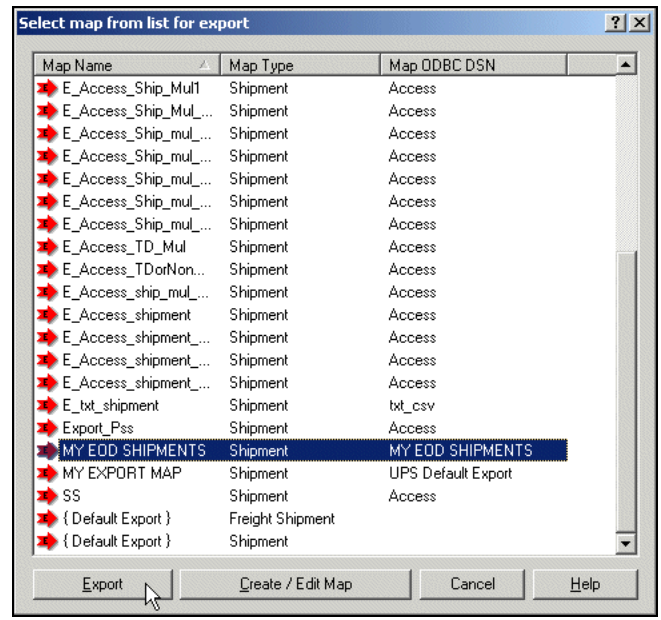 Select map from list for export
Map Name Map Type Map ODBC DSN
E_Access_Ship_Mul1 Shipment Access
E_Access_Ship_Mul_... Shipment Access
E_Access_Ship_mul_... Shipment Access
E_Access_Ship_mul_... Shipment Access
E_Access_Ship_mul_... Shipment Access
E_Access_Ship_mul_... Shipment Access
E_Access_Ship_mul_... Shipment Access
E_Access_TD_Mul Shipment Access
E_Access_TDorNon... Shipment Access
E_Access_ship_mul_... Shipment Access
E_Access_shipment Shipment Access
E_Access_shipment_... Shipment Access
E_Access_shipment_... Shipment Access
E_Access_shipment_... Shipment Access
E_txt_shipment Shipment txt_csv
Export_Pss Shipment Access
MY EOD SHIPMENTS Shipment MY EOD SHIPMENTS
MY EXPORT MAP Shipment UPS Default Export
SS Shipment Access
{ Default Export } Freight Shipment
{ Default Export } Shipment
Export Create / Edit Map Cancel Help